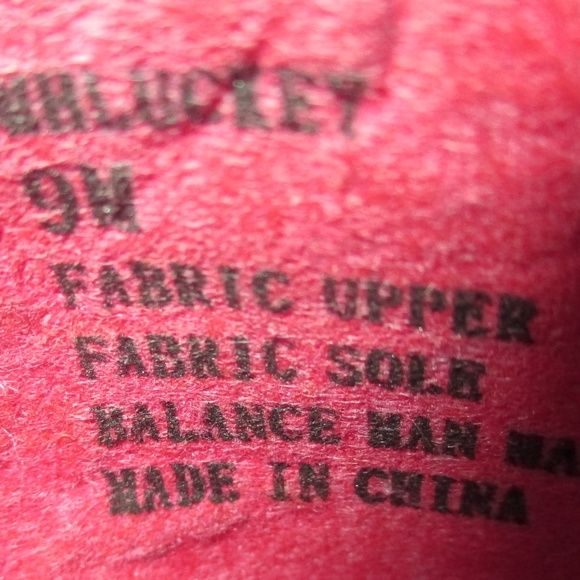 9M
FABRIC UPPER
FABRIC SOLE
BALANCE MAN
MADE IN CHINA